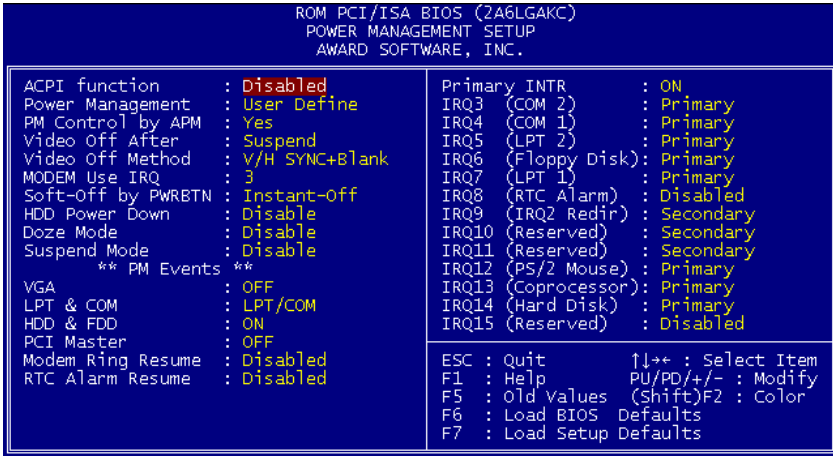 ROM PCI/ISA BIOS (2A6LGAKC)
POWER MANAGEMENT SETUP
AWARD SOFTWARE, INC.
ACPI function : Disabled
Power Management : User Define
PM Control by APM : Yes
Video Off After : Suspend
Video Off Method : V/H SYNC+Blank
MODEM Use IRQ : 3
Soft-Off by PWRBTN : Instant-Off
HDD Power Down : Disable
Doze Mode : Disable
Suspend Mode : Disable
** PM Events **
VGA : OFF
LPT & COM : LPT/COM
HDD & FDD : ON
PCI Master : OFF
Modem Ring Resume : Disabled
RTC Alarm Resume : Disabled
Primary INTR : ON
IRQ3 (COM 2) : Primary
IRQ4 (COM 1) : Primary
IRQ5 (LPT 2) : Primary
IRQ6 (Floppy Disk): Primary
IRQ7 (LPT 1) : Primary
IRQ8 (RTC Alarm) : Disabled
IRQ9 (IRQ2 Redir) : Secondary
IRQ10 (Reserved) : Secondary
IRQ11 (Reserved) : Secondary
IRQ12 (PS/2 Mouse) : Primary
IRQ13 (Coprocessor): Primary
IRQ14 (Hard Disk) : Primary
IRQ15 (Reserved) : Disabled
ESC : Quit ↑↓→← : Select Item
F1 : Help PU/PD/+/- : Modify
F5 : Old Values (Shift)F2 : Color
F6 : Load BIOS Defaults
F7 : Load Setup Defaults